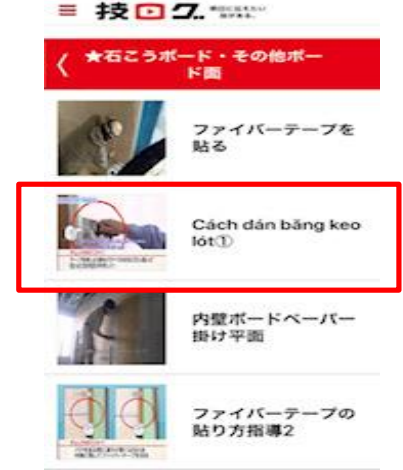 ≡ 技ログ.
★石こうボード・その他ボー
ド面
ファイバーテープを
貼る
Cách dán băng keo
lót①
内壁ボードペーパー
掛け平面
ファイバーテープの
貼り方指導2